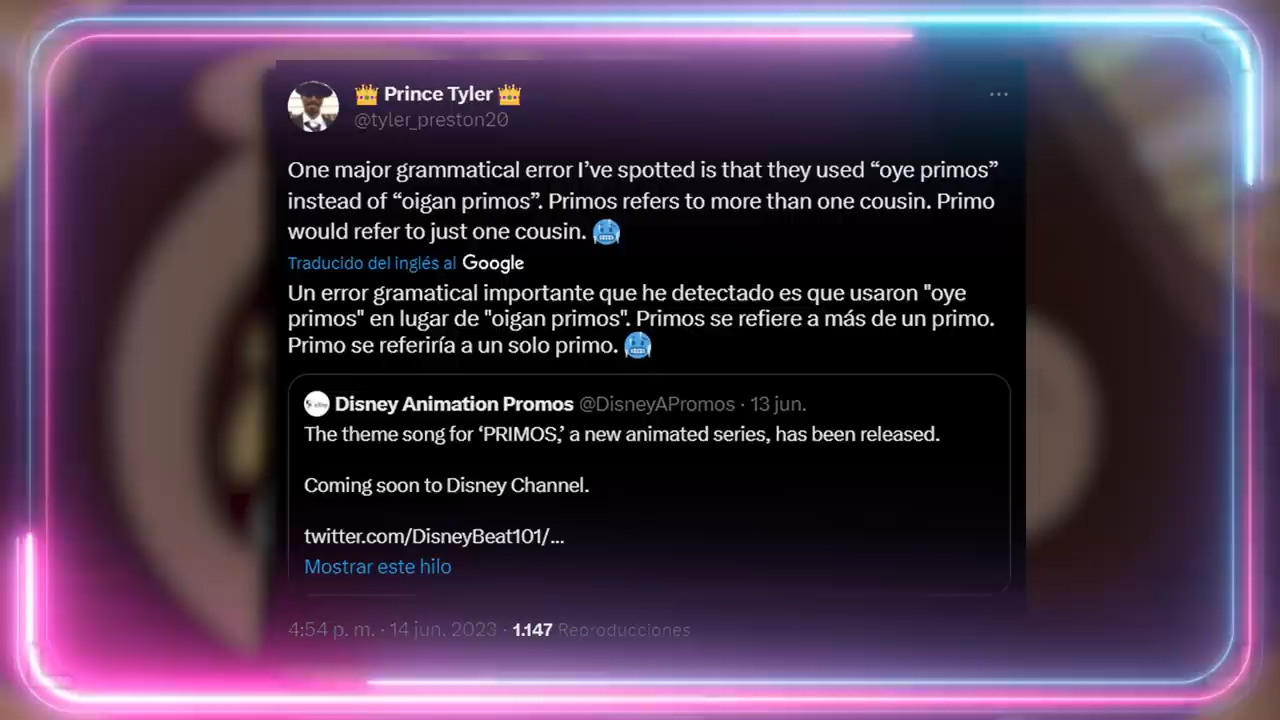 👑 Prince Tyler 👑
@tyler_preston20
One major grammatical error I’ve spotted is that they used “oye primos”
instead of “oigan primos”. Primos refers to more than one cousin. Primo
would refer to just one cousin. 🥶
Traducido del inglés al Google
Un error gramatical importante que he detectado es que usaron "oye
primos" en lugar de "oigan primos". Primos se refiere a más de un primo.
Primo se referiría a un solo primo. 🥶
Disney Animation Promos @DisneyAPromos · 13 jun.
The theme song for ‘PRIMOS,’ a new animated series, has been released.
Coming soon to Disney Channel.
twitter.com/DisneyBeat101/...
Mostrar este hilo
4:54 p. m. · 14 jun. 2023 · 1.147 Reproducciones